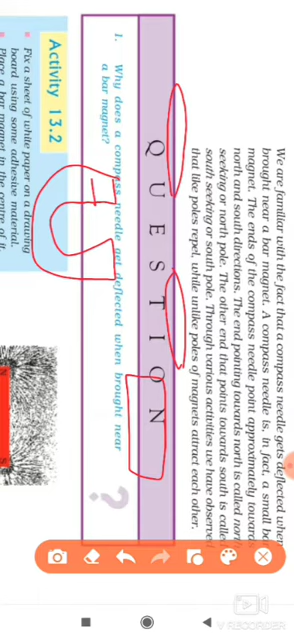 We are familiar with the fact that a compass needle gets deflected when
brought near a bar magnet. A compass needle is, in fact, a small
magnet. The ends of the compass needle point approximately towards
north and south directions. The end pointing towards north is called
seeking or north pole. The other end that points towards south is
south seeking or south pole. Through various activities we have observed
that like poles repel, while unlike poles of magnets attract each other.
QUESTION
1. Why does a compass needle get deflected when brought near
a bar magnet?
?
Activity 13.2
Fix a sheet of white paper on a drawing
board using some adhesive material.
Place a bar magnet in the centre of it.
RECORDER